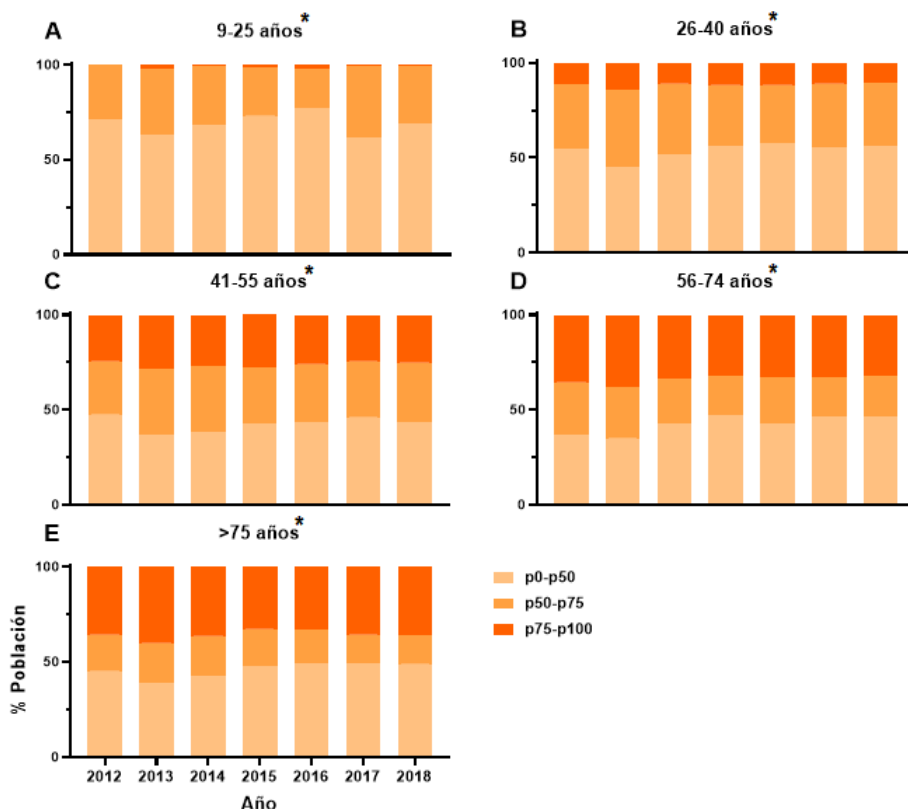 A
9-25 años*
100
50
0
B
26-40 años*
100
50
0
C
41-55 años*
100
50
0
D
56-74 años*
100
50
0
E
>75 años*
100
50
0
% Población
2012 2013 2014 2015 2016 2017 2018
Año
p0-p50
p50-p75
p75-p100